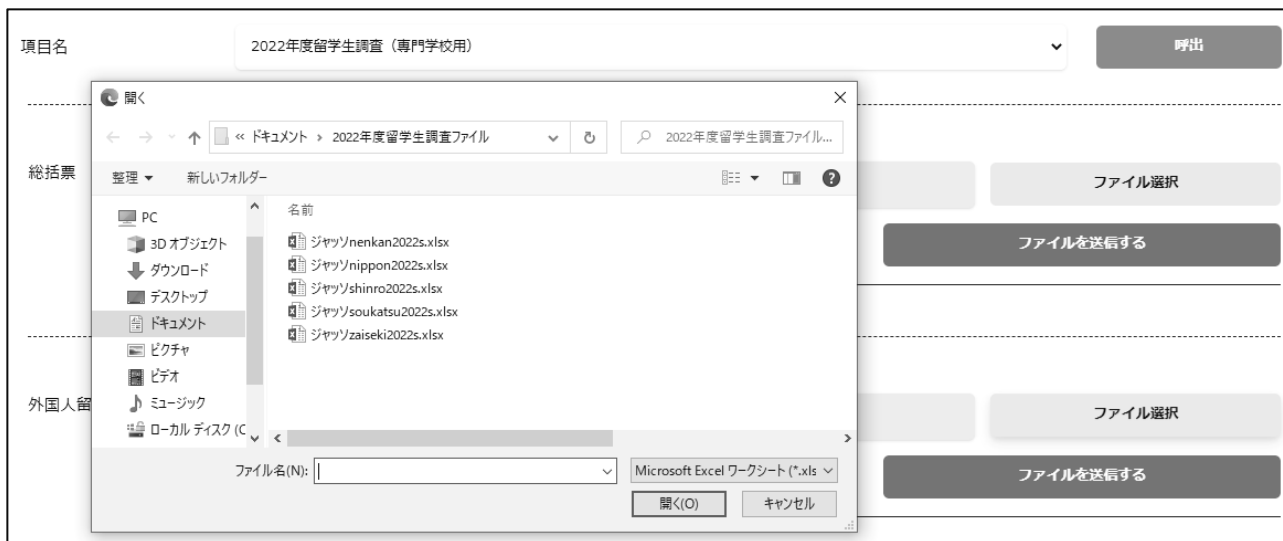 項目名
2022年度留学生調査（専門学校用）
呼出
開く
« ドキュメント › 2022年度留学生調査ファイル
2022年度留学生調査ファイル...
総括票
整理 ▼ 新しいフォルダー
ファイル選択
名前
PC
3D オブジェクト
ダウンロード
デスクトップ
ドキュメント
ピクチャ
ビデオ
ミュージック
ローカル ディスク (C
ジャッソnenkan2022s.xlsx
ジャッソnippon2022s.xlsx
ジャッソshinro2022s.xlsx
ジャッソsoukatsu2022s.xlsx
ジャッソzaiseki2022s.xlsx
ファイルを送信する
外国人留
ファイル選択
ファイル名(N):
Microsoft Excel ワークシート (*.xls
開く(O)
キャンセル
ファイルを送信する